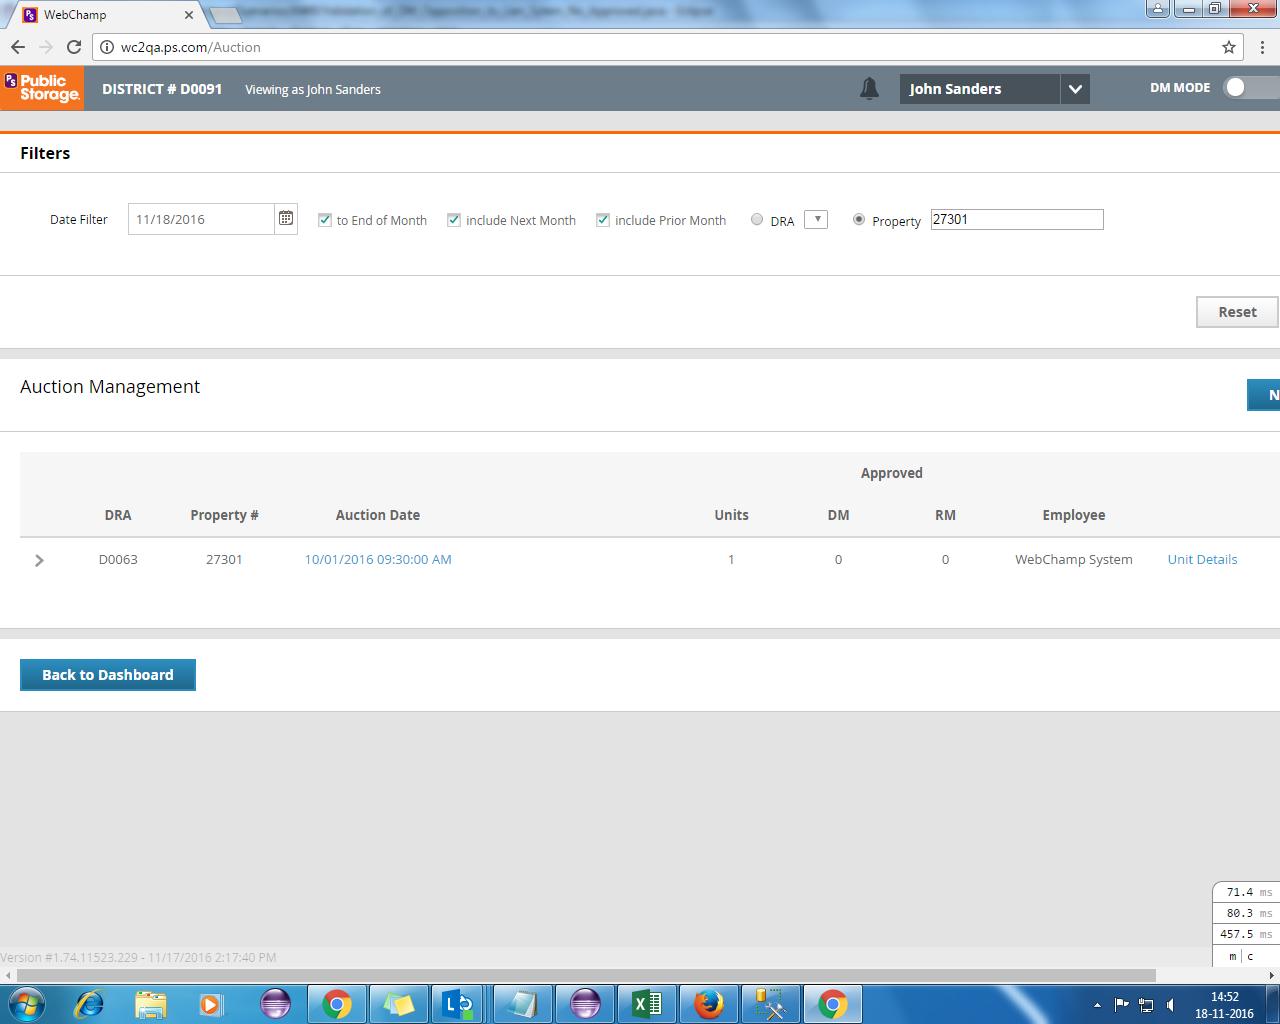 WebChamp
wc2qa.ps.com/Auction
PS Public Storage.
DISTRICT # D0091
Viewing as John Sanders
John Sanders
DM MODE
Filters
Date Filter
11/18/2016
to End of Month
include Next Month
include Prior Month
DRA
Property
27301
Reset
Auction Management
N
Approved
DRA Property # Auction Date Units DM RM Employee
D0063 27301 10/01/2016 09:30:00 AM 1 0 0 WebChamp System Unit Details
Back to Dashboard
71.4 ms
80.3 ms
457.5 ms
m | c
Version #1.74.11523.229 - 11/17/2016 2:17:40 PM
14:52
18-11-2016